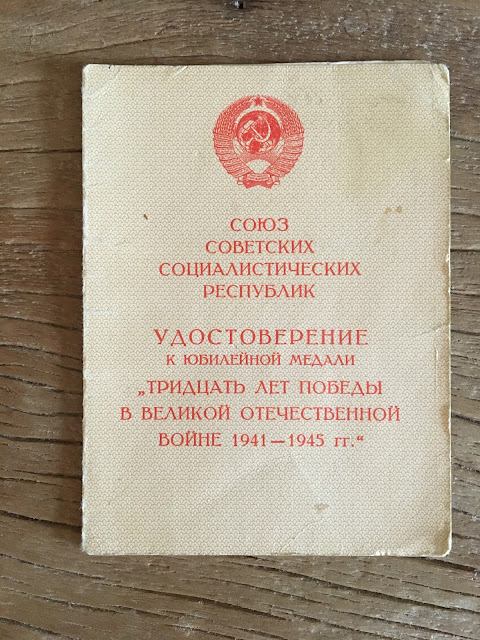 СОЮЗ
СОВЕТСКИХ
СОЦИАЛИСТИЧЕСКИХ
РЕСПУБЛИК
УДОСТОВЕРЕНИЕ
К ЮБИЛЕЙНОЙ МЕДАЛИ
„ТРИДЦАТЬ ЛЕТ ПОБЕДЫ
В ВЕЛИКОЙ ОТЕЧЕСТВЕННОЙ
ВОЙНЕ 1941—1945 гг.“